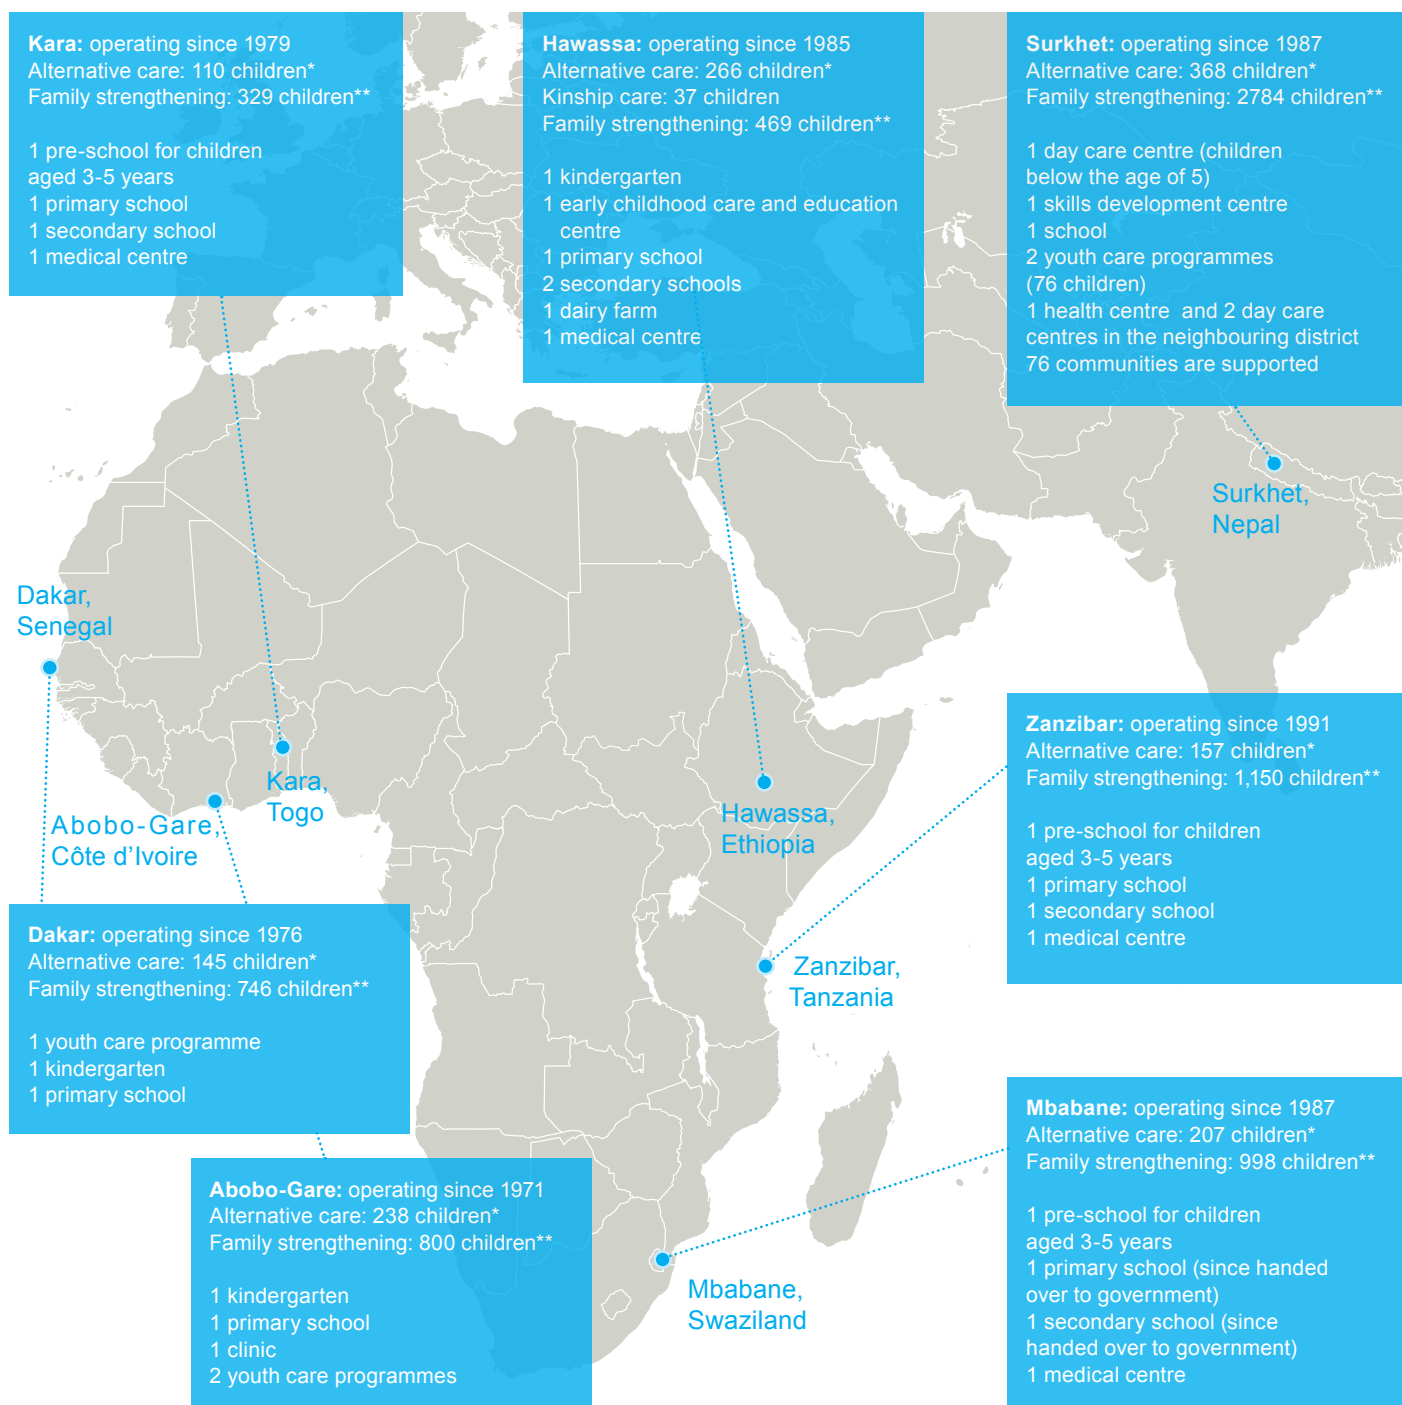 Kara: operating since 1979
Alternative care: 110 children*
Family strengthening: 329 children**
1 pre-school for children
aged 3-5 years
1 primary school
1 secondary school
1 medical centre
Hawassa: operating since 1985
Alternative care: 266 children*
Kinship care: 37 children
Family strengthening: 469 children**
1 kindergarten
1 early childhood care and education
centre
1 primary school
2 secondary schools
1 dairy farm
1 medical centre
Surkhet: operating since 1987
Alternative care: 368 children*
Family strengthening: 2784 children**
1 day care centre (children
below the age of 5)
1 skills development centre
1 school
2 youth care programmes
(76 children)
1 health centre and 2 day care
centres in the neighbouring district
76 communities are supported
Surkhet,
Nepal
Dakar,
Senegal
Kara,
Togo
Abobo-Gare,
Côte d’Ivoire
Hawassa,
Ethiopia
Zanzibar: operating since 1991
Alternative care: 157 children*
Family strengthening: 1,150 children**
1 pre-school for children
aged 3-5 years
1 primary school
1 secondary school
1 medical centre
Zanzibar,
Tanzania
Dakar: operating since 1976
Alternative care: 145 children*
Family strengthening: 746 children**
1 youth care programme
1 kindergarten
1 primary school
Abobo-Gare: operating since 1971
Alternative care: 238 children*
Family strengthening: 800 children**
1 kindergarten
1 primary school
1 clinic
2 youth care programmes
Mbabane,
Swaziland
Mbabane: operating since 1987
Alternative care: 207 children*
Family strengthening: 998 children**
1 pre-school for children
aged 3-5 years
1 primary school (since handed
over to government)
1 secondary school (since
handed over to government)
1 medical centre